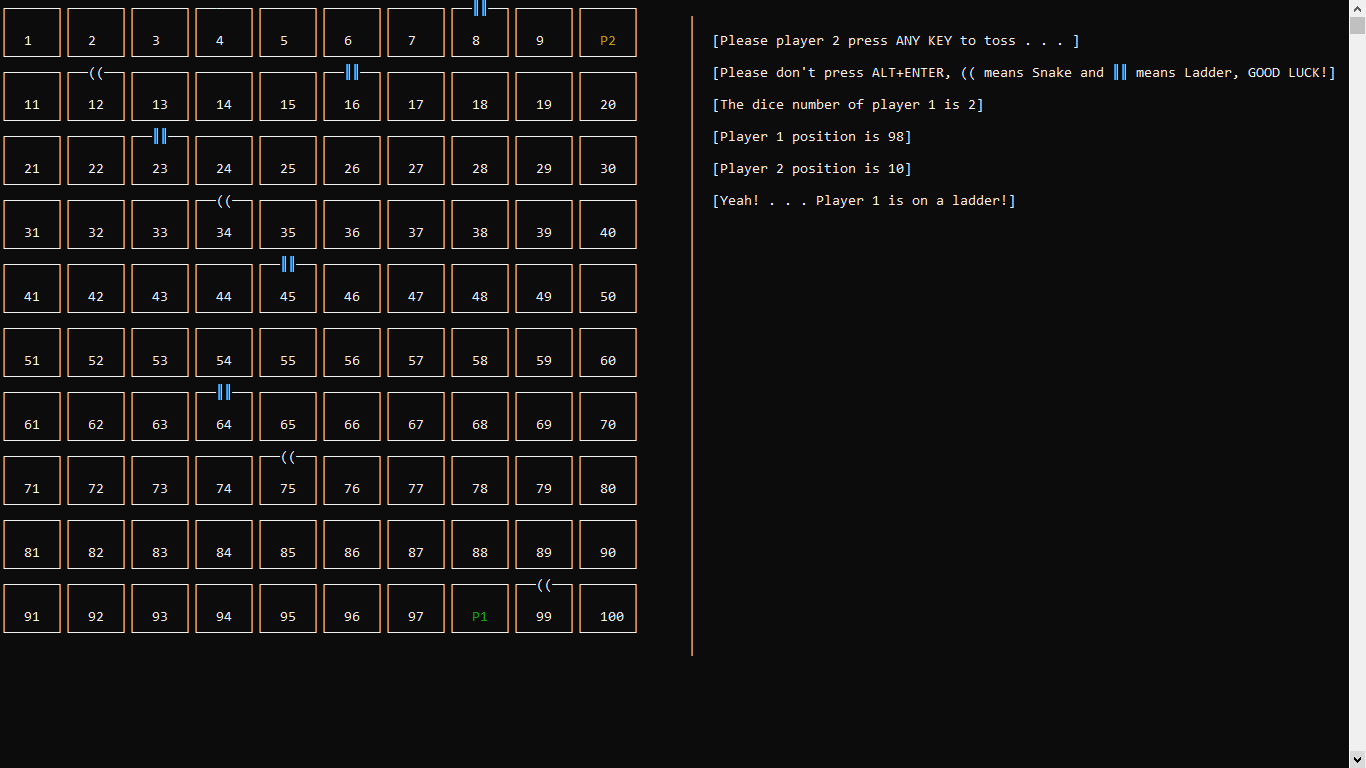 ║║
1 2 3 4 5 6 7 8 9 P2
[Please player 2 press ANY KEY to toss . . . ]
(( ║║
[Please don't press ALT+ENTER, (( means Snake and ║║ means Ladder, GOOD LUCK!]
11 12 13 14 15 16 17 18 19 20
[The dice number of player 1 is 2]
║║
[Player 1 position is 98]
21 22 23 24 25 26 27 28 29 30
[Player 2 position is 10]
((
[Yeah! . . . Player 1 is on a ladder!]
31 32 33 34 35 36 37 38 39 40
║║
41 42 43 44 45 46 47 48 49 50
51 52 53 54 55 56 57 58 59 60
║║
61 62 63 64 65 66 67 68 69 70
((
71 72 73 74 75 76 77 78 79 80
81 82 83 84 85 86 87 88 89 90
((
91 92 93 94 95 96 97 P1 99 100